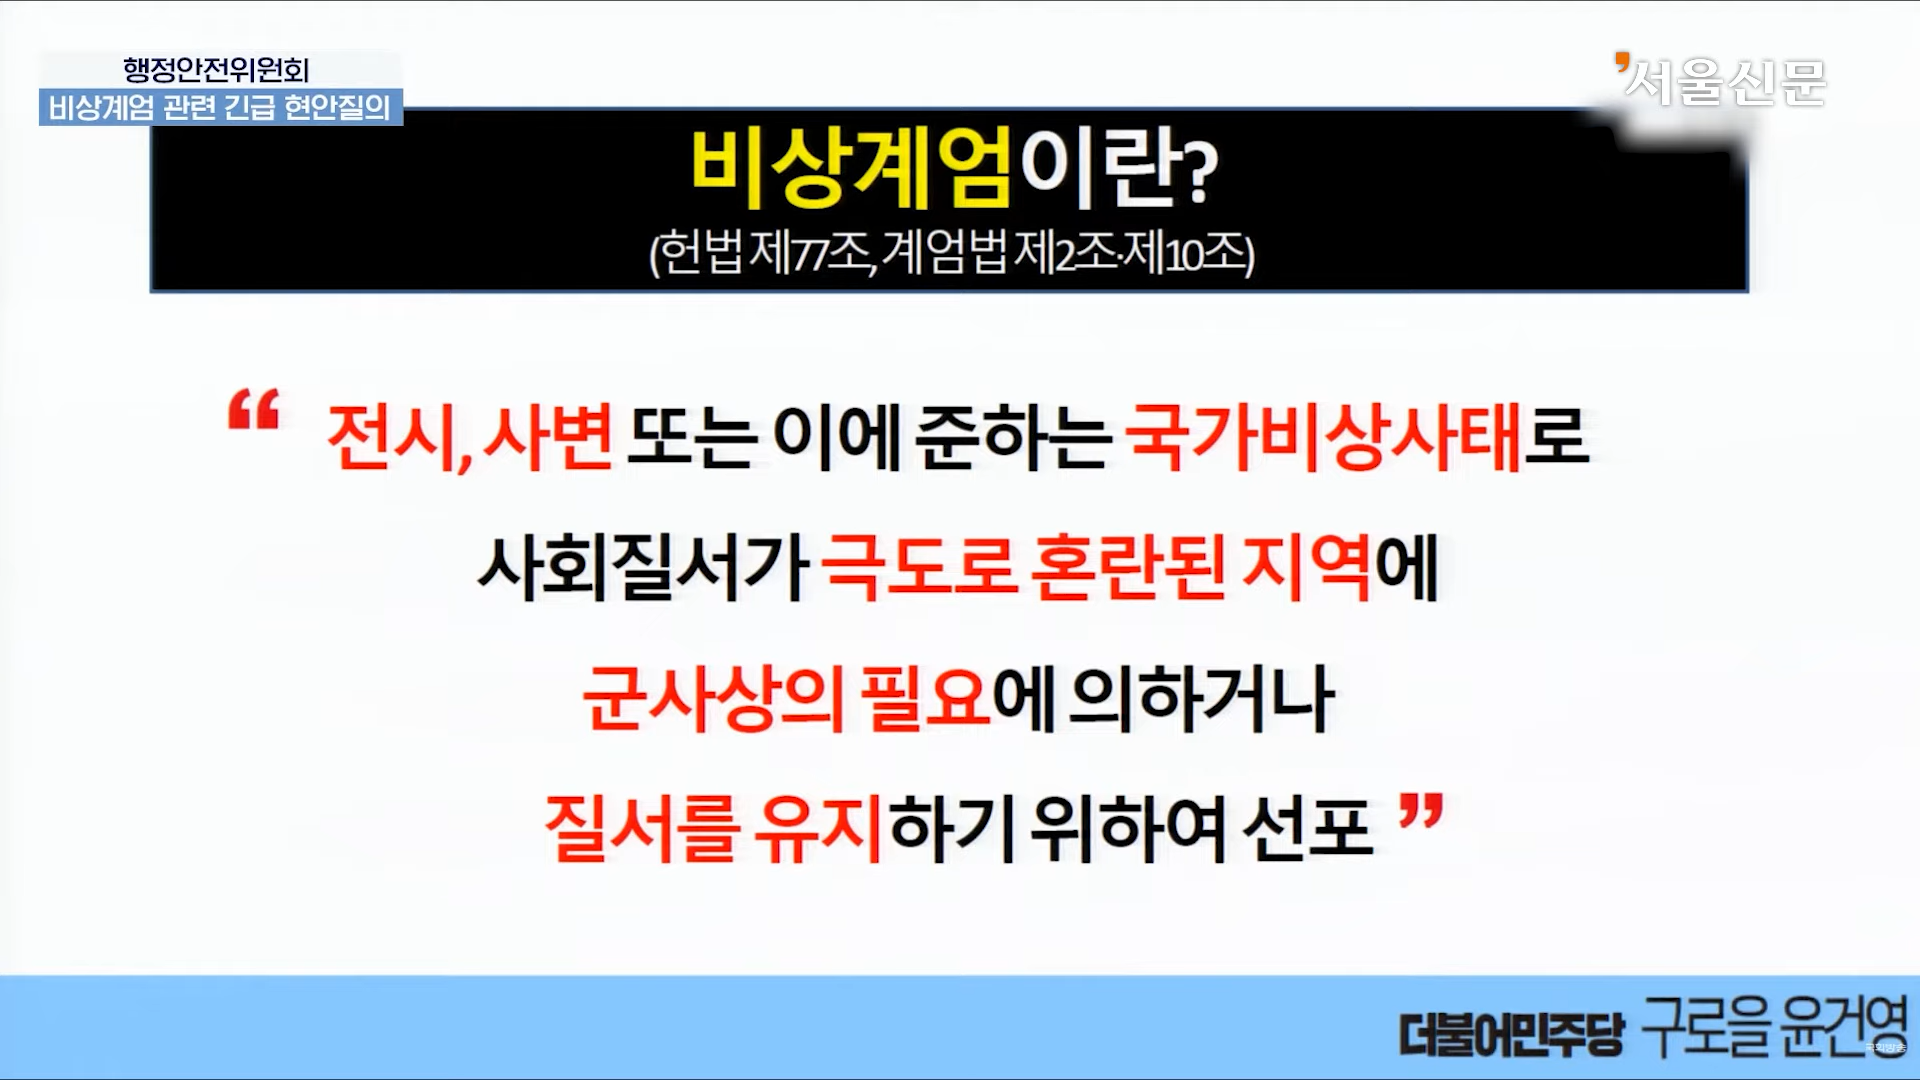 행정안전위원회
비상계엄 관련 긴급 현안질의
서울신문
비상계엄이란?
(헌법 제77조, 계엄법 제2조·제10조)
“ 전시, 사변 또는 이에 준하는 국가비상사태로
사회질서가 극도로 혼란된 지역에
군사상의 필요에 의하거나
질서를 유지하기 위하여 선포 ”
더불어민주당 구로을 윤건영
국회방송